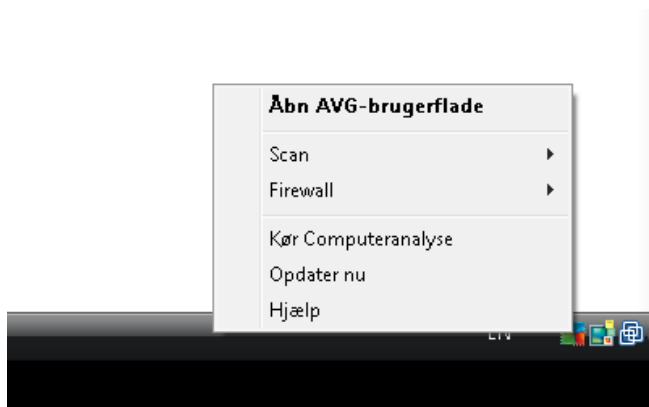 Åbn AVG-brugerflade
Scan
Firewall
Kør Computeranalyse
Opdater nu
Hjælp